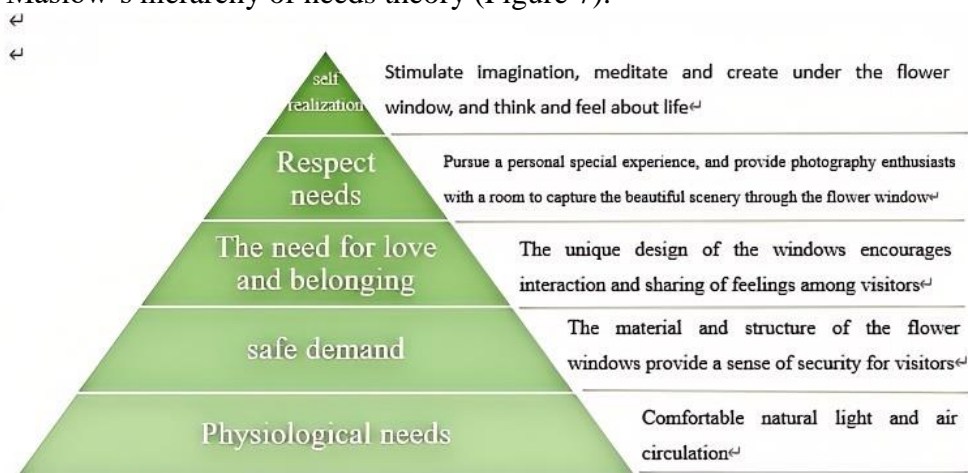 Maslow's hierarchy of needs theory (Figure 7).
self
realization
Stimulate imagination, meditate and create under the flower
window, and think and feel about life↵
Respect
needs
Pursue a personal special experience, and provide photography enthusiasts
with a room to capture the beautiful scenery through the flower window↵
The need for love
and belonging
The unique design of the windows encourages
interaction and sharing of feelings among visitors↵
safe demand
The material and structure of the flower
windows provide a sense of security for visitors↵
Physiological needs
Comfortable natural light and air
circulation↵